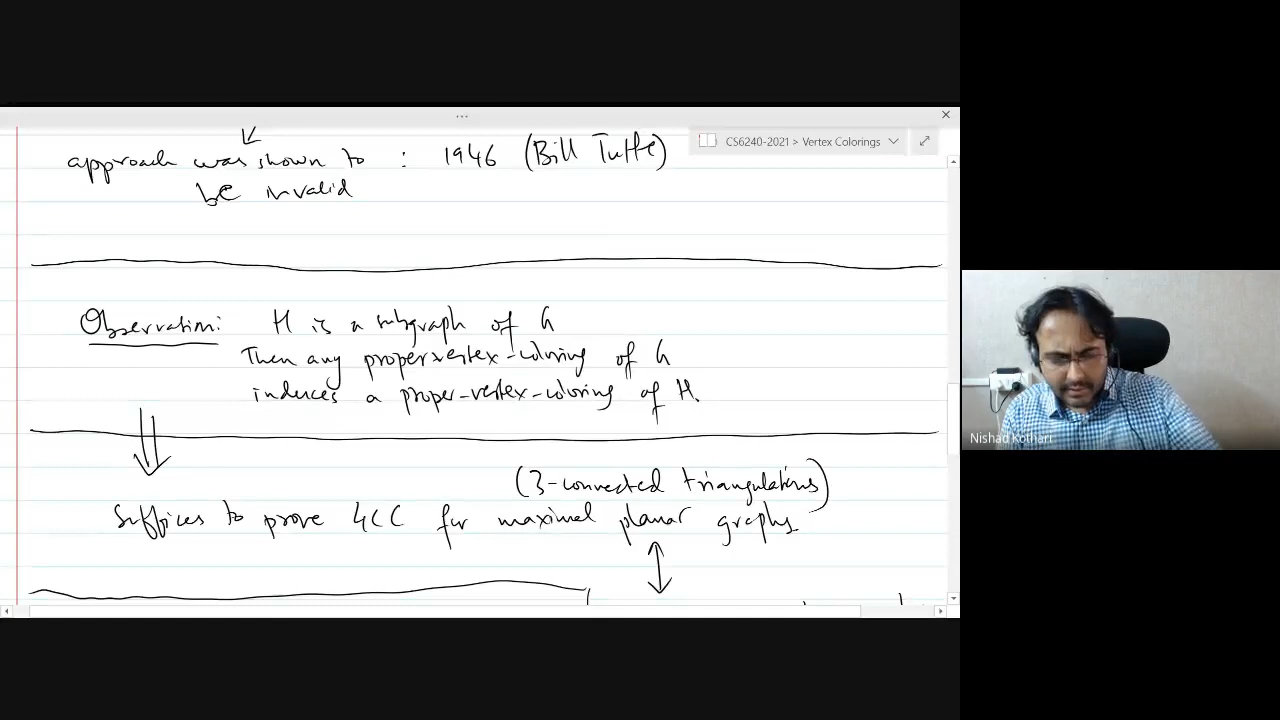 CS6240-2021 > Vertex Colorings
approach was shown to : 1946 (Bill Tutte)
be invalid
Observation: H is a subgraph of G
Then any proper-vertex-coloring of G
induces a proper-vertex-coloring of H.
Nishad Kothari
(3-connected triangulations)
Suffices to prove 4CC for maximal planar graphs